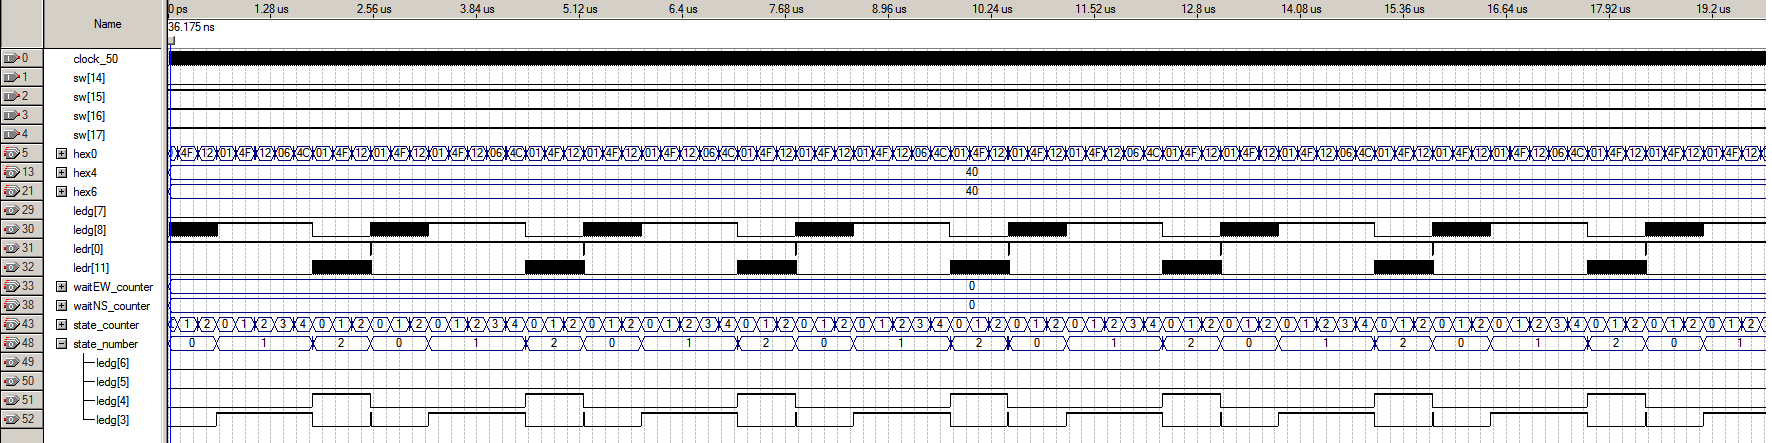 Name
0 ps 1.28 us 2.56 us 3.84 us 5.12 us 6.4 us 7.68 us 8.96 us 10.24 us 11.52 us 12.8 us 14.08 us 15.36 us 16.64 us 17.92 us 19.2 us
36.175 ns
0 clock_50
1 sw[14]
2 sw[15]
3 sw[16]
4 sw[17]
5 hex0 4F 12 01 4F 12 06 4C 01 4F 12 01 4F 12 01 4F 12 06 4C 01 4F 12 01 4F 12 01 4F 12 06 4C 01 4F 12 01 4F 12 01 4F 12 06 4C 01 4F 12 01 4F 12 01 4F 12 06 4C 01 4F 12 01 4F 12 01 4F 12 06 4C 01 4F 12 01 4F 12 01 4F 12 06 4C 01 4F 12 01 4F 12 01 4F 12
13 hex4 40
21 hex6 40
29 ledg[7]
30 ledg[8]
31 ledr[0]
32 ledr[11]
33 waitEW_counter 0
38 waitNS_counter 0
43 state_counter 1 2 0 1 2 3 4 0 1 2 0 1 2 0 1 2 3 4 0 1 2 0 1 2 0 1 2 3 4 0 1 2 0 1 2 0 1 2 3 4 0 1 2 0 1 2 0 1 2 3 4 0 1 2 0 1 2 0 1 2 3 4 0 1 2 0 1 2 0 1 2 3 4 0 1 2 0 1 2 0 1 2
48 state_number 0 1 2 0 1 2 0 1 2 0 1 2 0 1 2 0 1 2 0 1 2 0 1
49 ledg[6]
50 ledg[5]
51 ledg[4]
52 ledg[3]